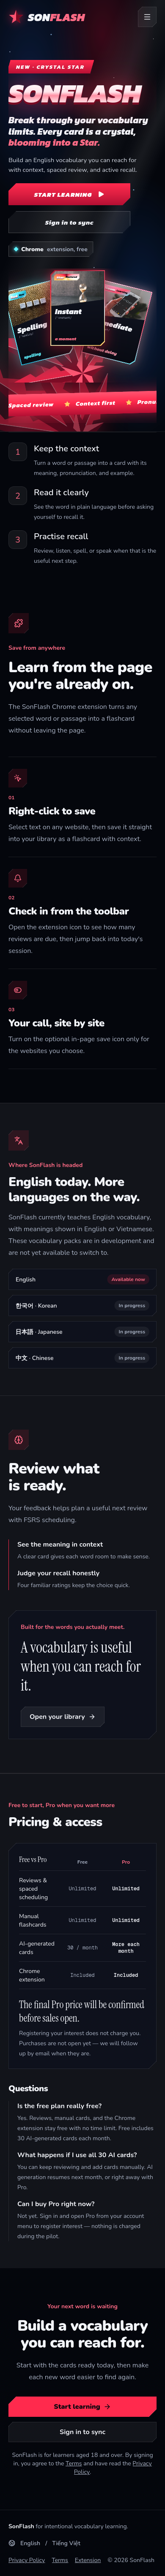 SONFLASH
NEW · CRYSTAL STAR
SONFLASH
Break through your vocabulary
limits. Every card is a crystal,
blooming into a Star.
Build an English vocabulary you can reach for
with context, spaced review, and active recall.
START LEARNING
Sign in to sync
Chrome extension, free
Spelling
Instant
a moment
spelling
Spaced review
Context first
1
Keep the context
Turn a word or passage into a card with its
meaning, pronunciation, and example.
2
Read it clearly
See the word in plain language before asking
yourself to recall it.
3
Practise recall
Review, listen, spell, or speak when that is the
useful next step.
Save from anywhere
Learn from the page
you're already on.
The SonFlash Chrome extension turns any
selected word or passage into a flashcard
without leaving the page.
01
Right-click to save
Select text on any website, then save it straight
into your library as a flashcard with context.
02
Check in from the toolbar
Open the extension icon to see how many
reviews are due, then jump back into today's
session.
03
Your call, site by site
Turn on the optional in-page save icon only for
the websites you choose.
Where SonFlash is headed
English today. More
languages on the way.
SonFlash currently teaches English vocabulary,
with meanings shown in English or Vietnamese.
These vocabulary packs are in development and
are not yet available to switch to.
English
Available now
한국어 · Korean
In progress
日本語 · Japanese
In progress
中文 · Chinese
In progress
Review what
is ready.
Your feedback helps plan a useful next review
with FSRS scheduling.
See the meaning in context
A clear card gives each word room to make sense.
Judge your recall honestly
Four familiar ratings keep the choice quick.
Built for the words you actually meet.
A vocabulary is useful
when you can reach for
it.
Open your library →
Free to start, Pro when you want more
Pricing & access
Free vs Pro
Free
Pro
Reviews &
spaced
scheduling
Unlimited
Unlimited
Manual
flashcards
Unlimited
Unlimited
AI-generated
cards
30 / month
More each
month
Chrome
extension
Included
Included
The final Pro price will be confirmed
before sales open.
Registering your interest does not charge you.
Purchases are not open yet — we will follow
up by email when they are.
Questions
Is the free plan really free?
Yes. Reviews, manual cards, and the Chrome
extension stay free with no time limit. Free includes
30 AI-generated cards each month.
What happens if I use all 30 AI cards?
You can keep reviewing and add cards manually. AI
generation resumes next month, or right away with
Pro.
Can I buy Pro right now?
Not yet. Sign in and open Pro from your account
menu to register interest — nothing is charged
during the pilot.
Your next word is waiting
Build a vocabulary
you can reach for.
Start with the cards ready today, then make
each new word easier to find again.
Start learning →
Sign in to sync
SonFlash is for learners aged 18 and over. By signing
in, you agree to the Terms and have read the Privacy
Policy.
SonFlash for intentional vocabulary learning.
English / Tiếng Việt
Privacy Policy Terms Extension © 2026 SonFlash